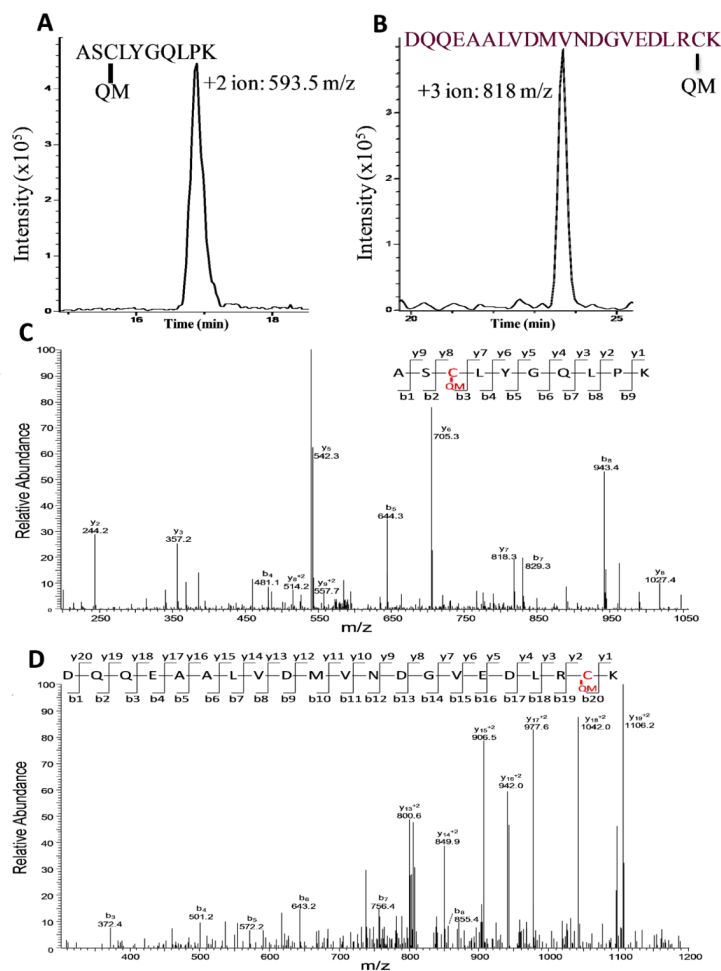 A
ASCLYGQLPK
QM
+2 ion: 593.5 m/z
Intensity (x10⁵)
4
3
2
1
0
16
18
Time (min)
B
DQQEAALVDMVNDGVEDLRCK
QM
+3 ion: 818 m/z
Intensity (x10⁵)
3
2
1
0
20
25
Time (min)
C
y9 y8 y7 y6 y5 y4 y3 y2 y1
A S C L Y G Q L P K
QM
b1 b2 b3 b4 b5 b6 b7 b8 b9
Relative Abundance
100
90
80
70
60
50
40
30
20
10
0
y₂
244.2
y₃
357.2
b₄
481.1
y₈⁺²
514.2
y₅
542.3
y₉⁺²
557.7
b₅
644.3
y₆
705.3
y₇
818.3
b₇
829.3
b₈
943.4
y₈
1027.4
250 350 450 550 650 750 850 950 1050
m/z
D
y20 y19 y18 y17 y16 y15 y14 y13 y12 y11 y10 y9 y8 y7 y6 y5 y4 y3 y2 y1
D Q Q E A A L V D M V N D G V E D L R C K
QM
b1 b2 b3 b4 b5 b6 b7 b8 b9 b10 b11 b12 b13 b14 b15 b16 b17 b18 b19 b20
Relative Abundance
100
90
80
70
60
50
40
30
20
10
0
b₃
372.4
b₄
501.2
b₅
572.2
b₆
643.2
b₇
756.4
y₁₃⁺²
800.6
y₁₄⁺²
849.9
b₈
855.4
y₁₅⁺²
906.5
y₁₆⁺²
942.0
y₁₇⁺²
977.6
y₁₈⁺²
1042.0
y₁₉⁺²
1106.2
400 500 600 700 800 900 1000 1100 1200
m/z